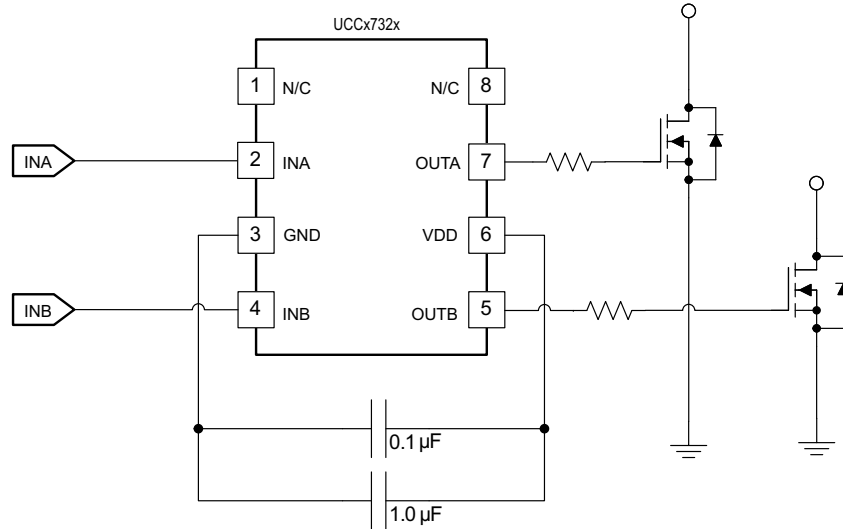 UCCx732x
1 N/C N/C 8
INA 2 INA OUTA 7
3 GND VDD 6
INB 4 INB OUTB 5
0.1 µF
1.0 µF